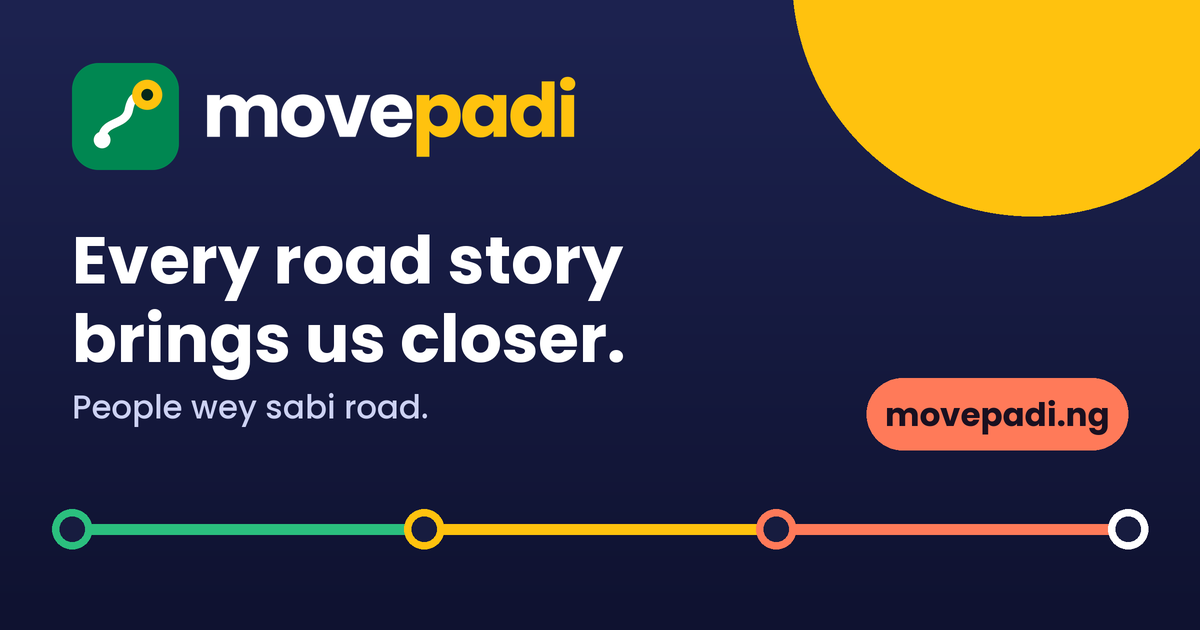 movepadi
Every road story
brings us closer.
People wey sabi road.
movepadi.ng